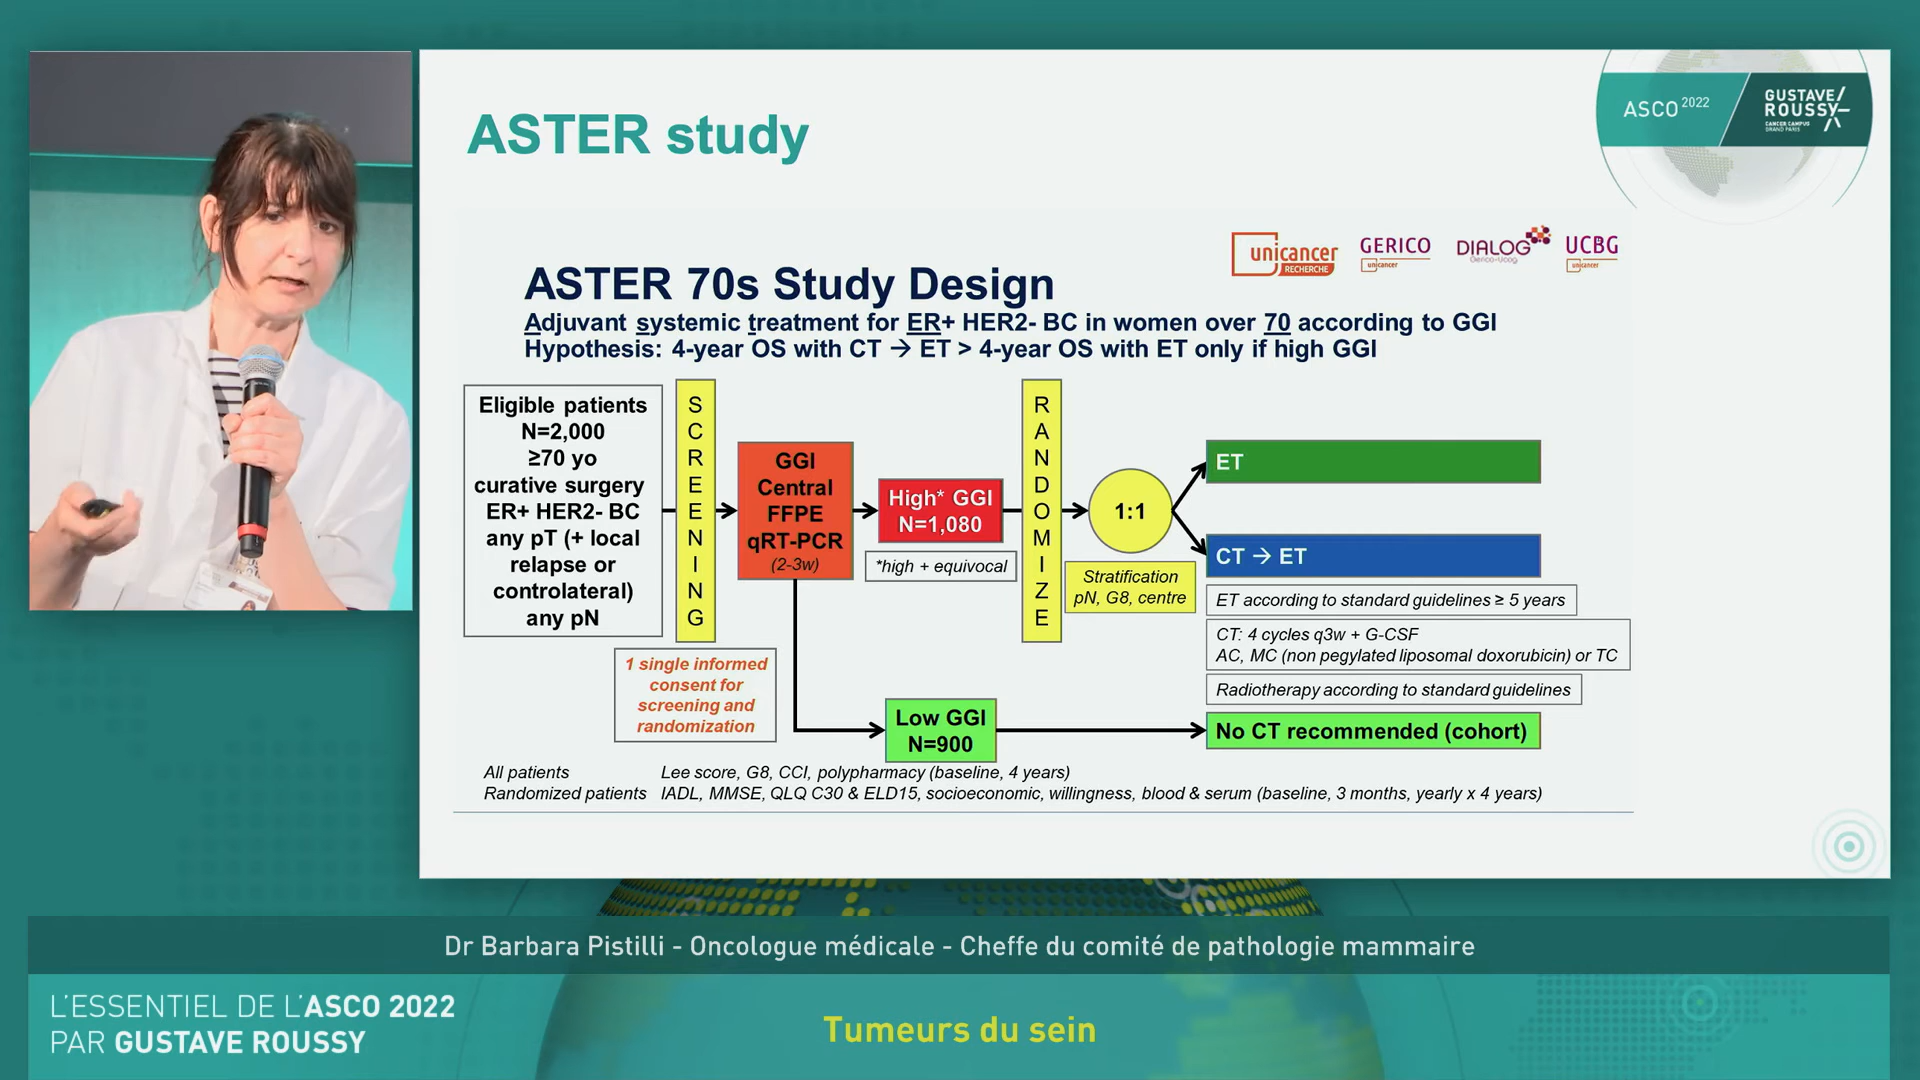 ASTER study
ASCO 2022
GUSTAVE/
ROUSSY
CANCER CAMPUS
GRAND PARIS
unicancer
RECHERCHE
GERICO
unicancer
DIALOG
Gerico-Ucog
UCBG
unicancer
ASTER 70s Study Design
Adjuvant systemic treatment for ER+ HER2- BC in women over 70 according to GGI
Hypothesis: 4-year OS with CT → ET > 4-year OS with ET only if high GGI
Eligible patients
N=2,000
≥70 yo
curative surgery
ER+ HER2- BC
any pT (+ local
relapse or
controlateral)
any pN
SCREENING
1 single informed
consent for
screening and
randomization
GGI
Central
FFPE
qRT-PCR
(2-3w)
High* GGI
N=1,080
*high + equivocal
RANDOMIZE
1:1
Stratification
pN, G8, centre
ET
CT → ET
ET according to standard guidelines ≥ 5 years
CT: 4 cycles q3w + G-CSF
AC, MC (non pegylated liposomal doxorubicin) or TC
Radiotherapy according to standard guidelines
Low GGI
N=900
No CT recommended (cohort)
All patients Lee score, G8, CCI, polypharmacy (baseline, 4 years)
Randomized patients IADL, MMSE, QLQ C30 & ELD15, socioeconomic, willingness, blood & serum (baseline, 3 months, yearly x 4 years)
Dr Barbara Pistilli - Oncologue médicale - Cheffe du comité de pathologie mammaire
L'ESSENTIEL DE L'ASCO 2022
PAR GUSTAVE ROUSSY
Tumeurs du sein